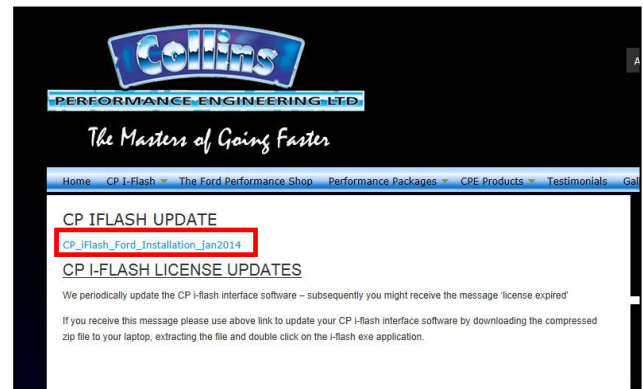 Collins
PERFORMANCE ENGINEERING LTD
The Masters of Going Faster
A
Home CP I-Flash The Ford Performance Shop Performance Packages CPE Products Testimonials Gal
CP IFLASH UPDATE
CP_iFlash_Ford_Installation_jan2014
CP I-FLASH LICENSE UPDATES
We periodically update the CP i-flash interface software – subsequently you might receive the message 'license expired'
If you receive this message please use above link to update your CP i-flash interface software by downloading the compressed
zip file to your laptop, extracting the file and double click on the i-flash exe application.